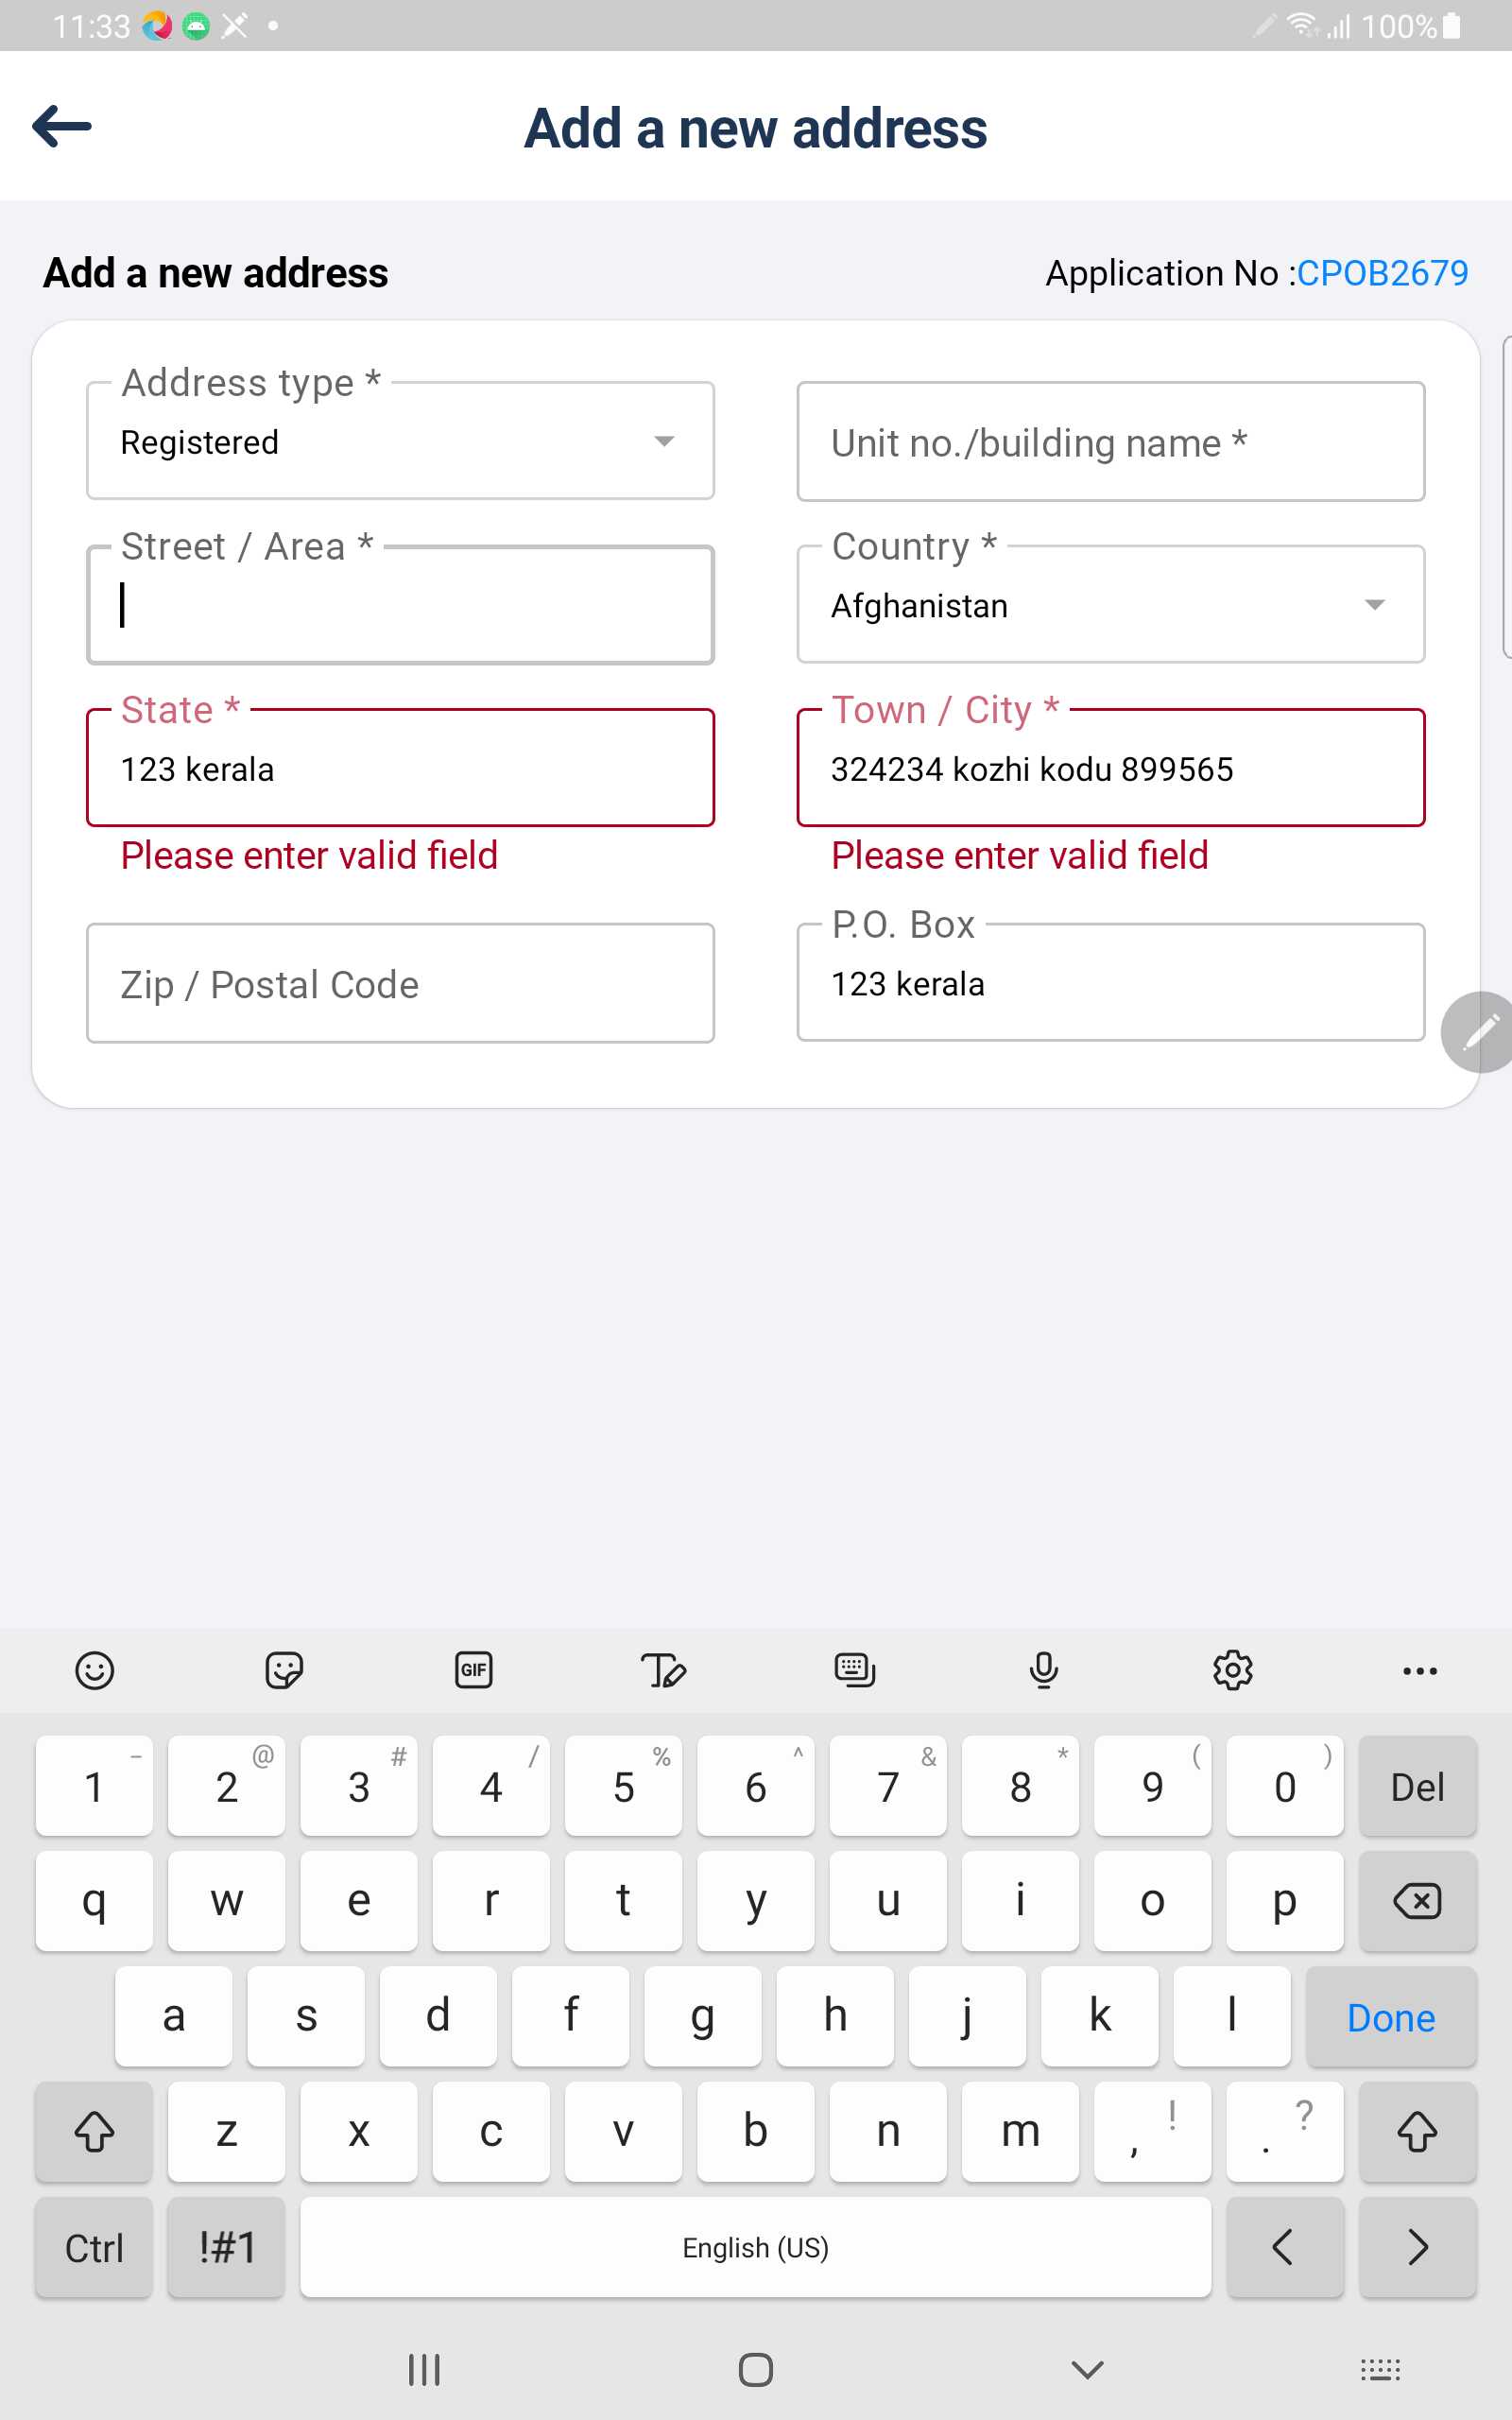 11:33 100%
Add a new address
Add a new address Application No :CPOB2679
Address type *
Registered
Unit no./building name *
Street / Area *
Country *
Afghanistan
State *
123 kerala
Please enter valid field
Town / City *
324234 kozhi kodu 899565
Please enter valid field
Zip / Postal Code
P.O. Box
123 kerala
GIF
1 – 2 @ 3 # 4 / 5 % 6 ^ 7 & 8 * 9 ( 0 ) Del
q w e r t y u i o p
a s d f g h j k l Done
z x c v b n m , ! . ?
Ctrl !#1 English (US) < >